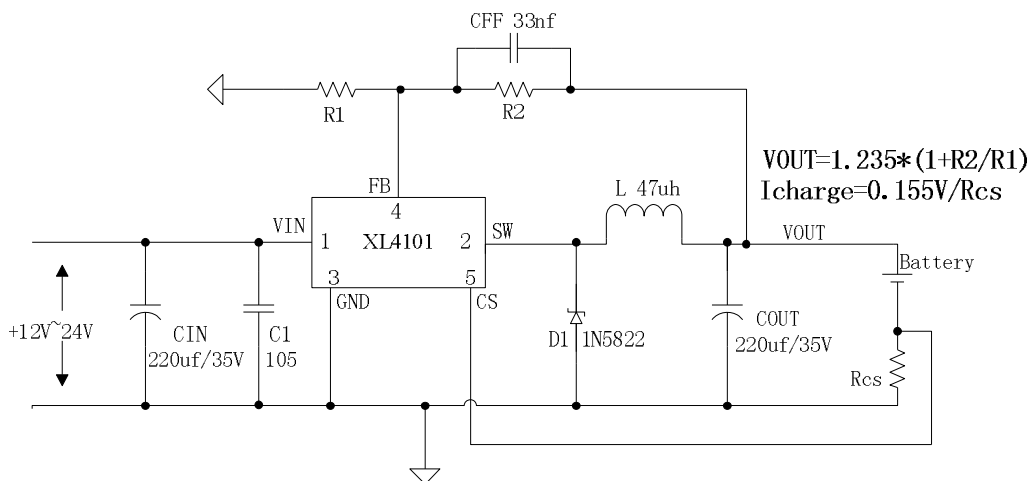 CFF 33nf
R1
R2
VOUT=1.235*(1+R2/R1)
Icharge=0.155V/Rcs
FB
4
L 47uh
VIN
1
XL4101
2
SW
VOUT
3
5
GND
CS
Battery
+12V~24V
CIN
220uf/35V
C1
105
D1
1N5822
COUT
220uf/35V
Rcs